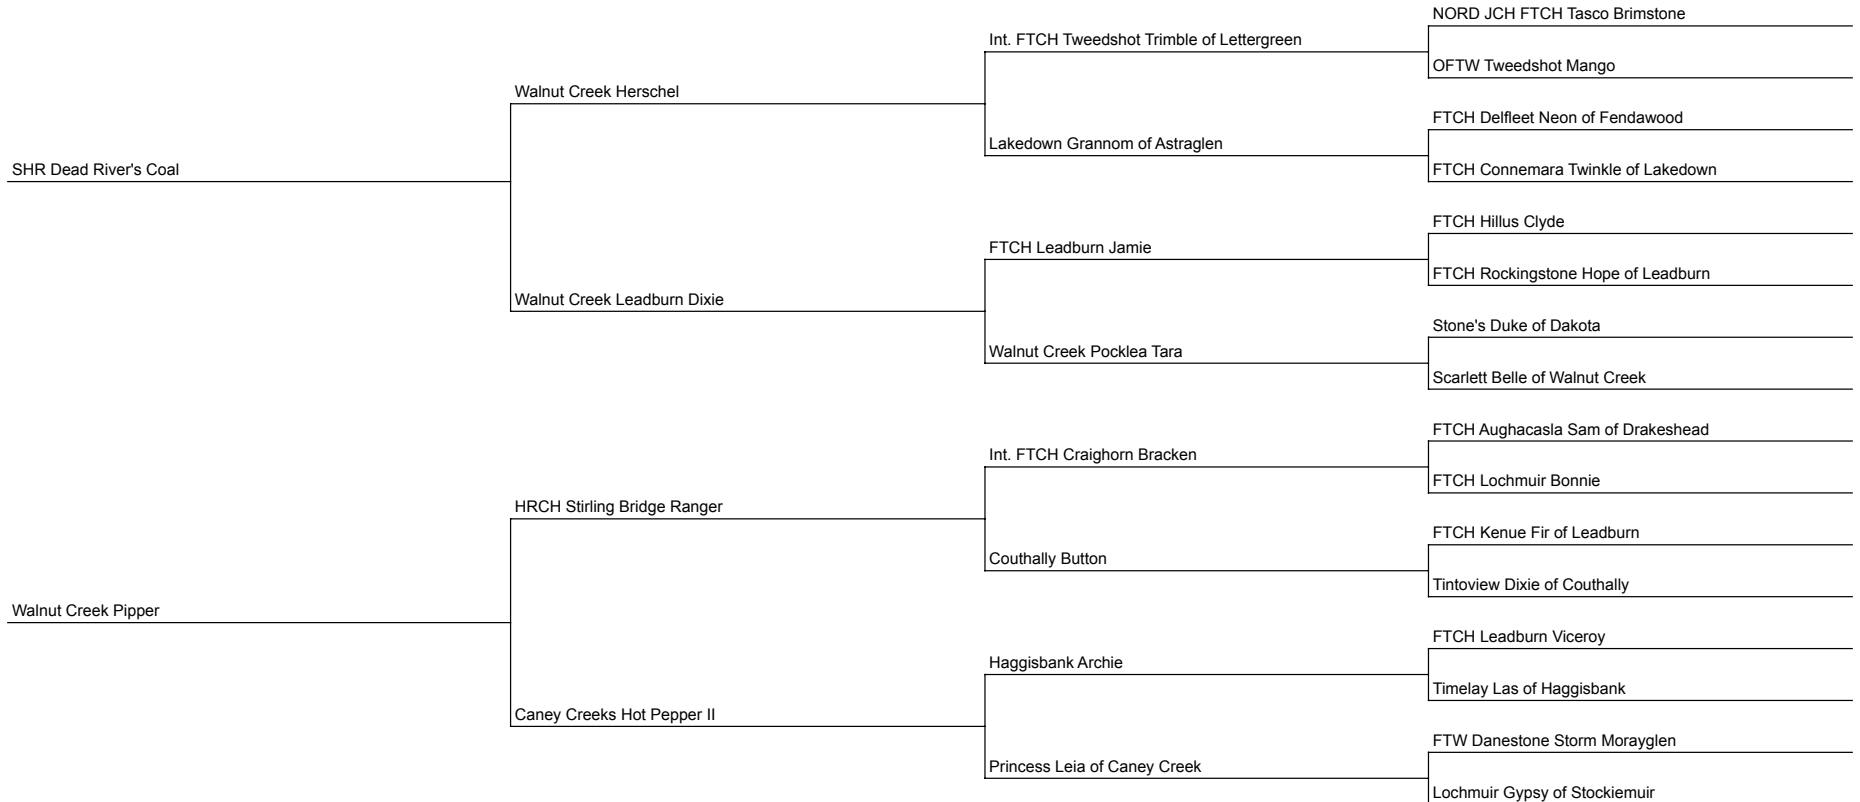 NORD JCH FTCH Tasco Brimstone
Int. FTCH Tweedshot Trimble of Lettergreen
OFTW Tweedshot Mango
Walnut Creek Herschel
FTCH Delfleet Neon of Fendawood
Lakedown Grannom of Astraglen
FTCH Connemara Twinkle of Lakedown
SHR Dead River's Coal
FTCH Hillus Clyde
FTCH Leadburn Jamie
FTCH Rockingstone Hope of Leadburn
Walnut Creek Leadburn Dixie
Stone's Duke of Dakota
Walnut Creek Pocklea Tara
Scarlett Belle of Walnut Creek
FTCH Aughacasla Sam of Drakeshead
Int. FTCH Craighorn Bracken
FTCH Lochmuir Bonnie
HRCH Stirling Bridge Ranger
FTCH Kenue Fir of Leadburn
Couthally Button
Tintoview Dixie of Couthally
Walnut Creek Pipper
FTCH Leadburn Viceroy
Haggisbank Archie
Timelay Las of Haggisbank
Caney Creeks Hot Pepper II
FTW Danestone Storm Morayglen
Princess Leia of Caney Creek
Lochmuir Gypsy of Stockiemuir